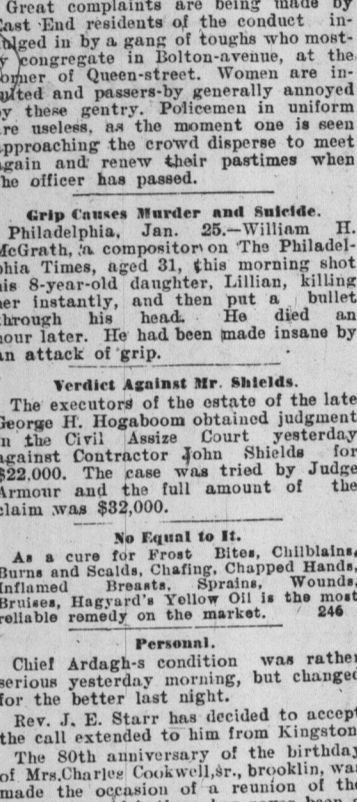 Great complaints are being made by
East End residents of the conduct in-
dulged in by a gang of toughs who most-
ly congregate in Bolton-avenue, at the
corner of Queen-street. Women are in-
sulted and passers-by generally annoyed
by these gentry. Policemen in uniform
are useless, as the moment one is seen
approaching the crowd disperse to meet
again and renew their pastimes when
the officer has passed.
Grip Causes Murder and Suicide.
Philadelphia, Jan. 25.—William H.
McGrath, a compositor on The Philadel-
phia Times, aged 31, this morning shot
his 8-year-old daughter, Lillian, killing
her instantly, and then put a bullet
through his head. He died an
hour later. He had been made insane by
an attack of grip.
Verdict Against Mr. Shields.
The executors of the estate of the late
George H. Hogaboom obtained judgment
in the Civil Assize Court yesterday
against Contractor John Shields for
$22,000. The case was tried by Judge
Armour and the full amount of the
claim was $32,000.
No Equal to It.
As a cure for Frost Bites, Chilblains,
Burns and Scalds, Chafing, Chapped Hands,
Inflamed Breasts, Sprains, Wounds,
Bruises, Hagyard's Yellow Oil is the most
reliable remedy on the market. 246
Personal.
Chief Ardagh-s condition was rather
serious yesterday morning, but changed
for the better last night.
Rev. J. E. Starr has decided to accept
the call extended to him from Kingston
The 80th anniversary of the birthday
of Mrs.Charles Cookwell,sr., brooklin, was
made the occasion of a reunion of the